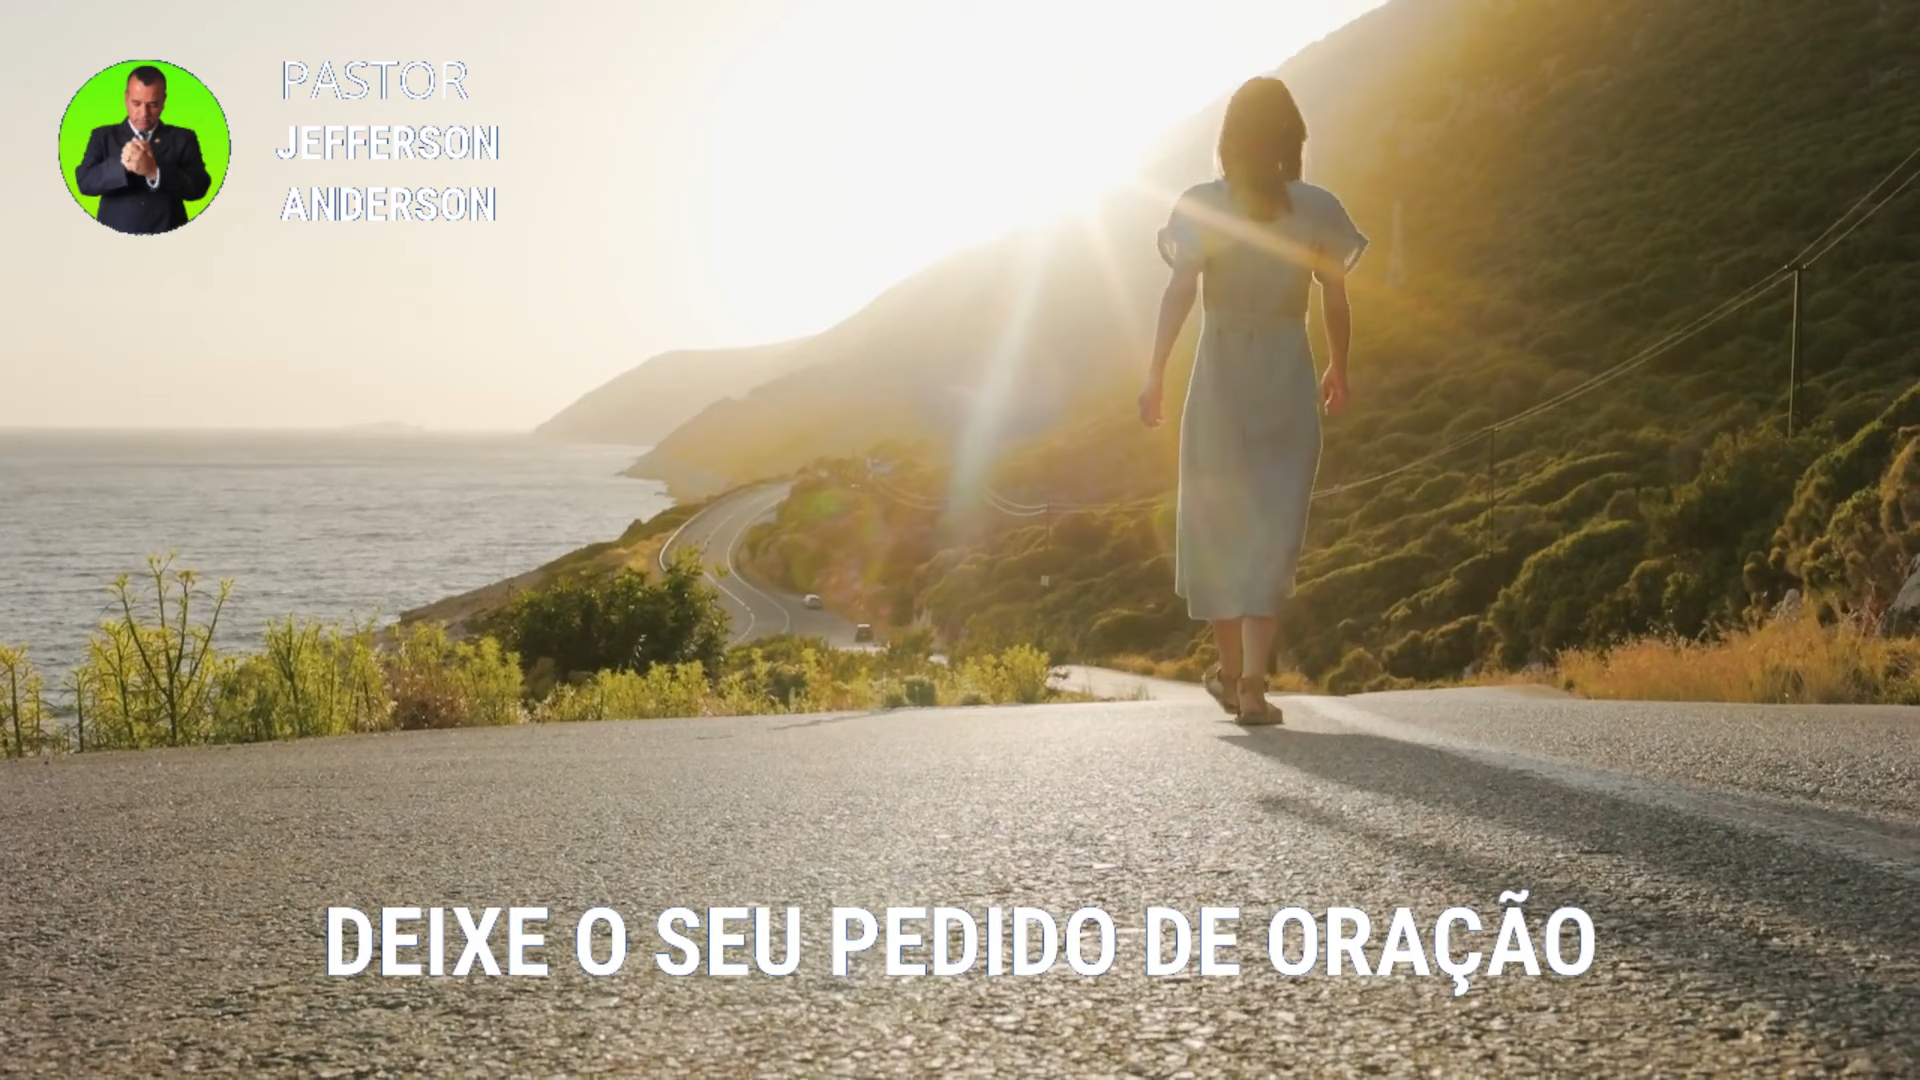 PASTOR
JEFFERSON
ANDERSON
DEIXE O SEU PEDIDO DE ORAÇÃO